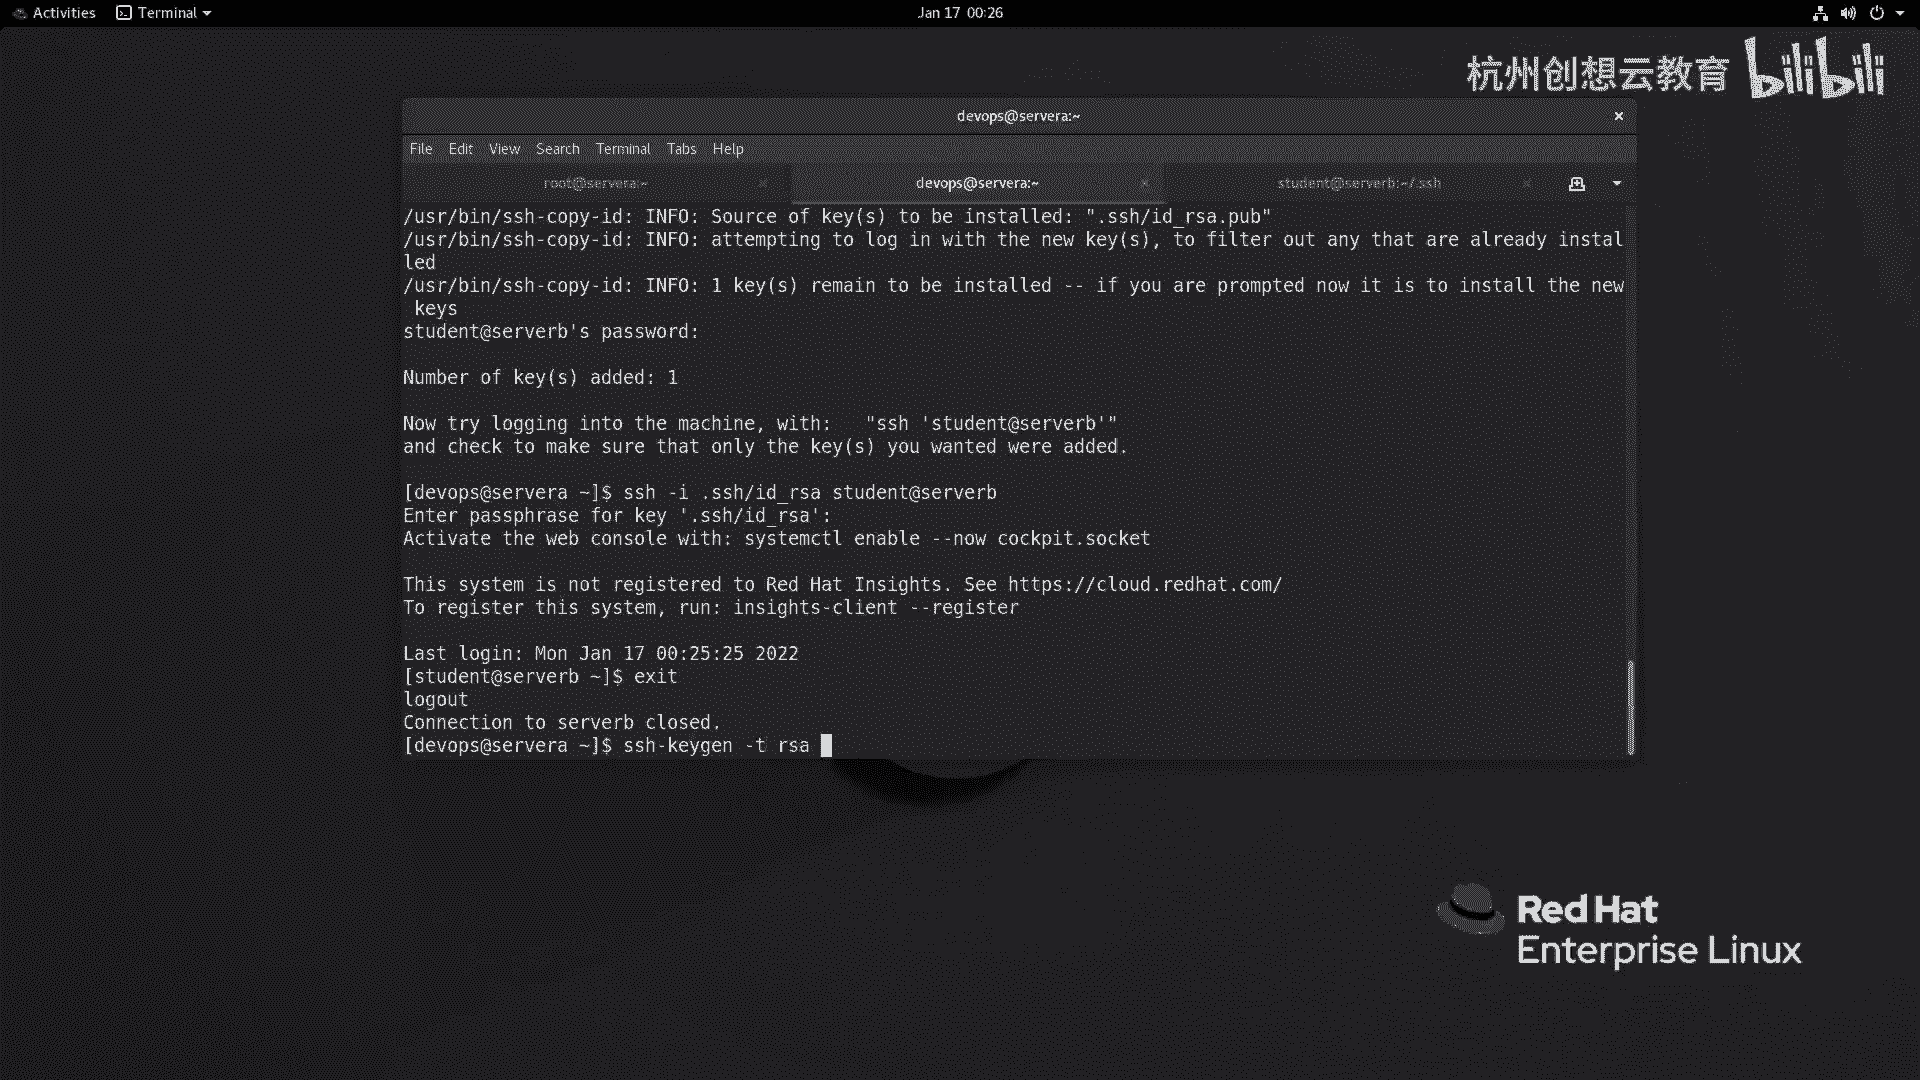 Activities Terminal Jan 17 00:26
杭州创想云教育 bilibili
devops@servera:~
File Edit View Search Terminal Tabs Help
root@servera:~ devops@servera:~ student@serverb:~/.ssh
/usr/bin/ssh-copy-id: INFO: Source of key(s) to be installed: ".ssh/id_rsa.pub"
/usr/bin/ssh-copy-id: INFO: attempting to log in with the new key(s), to filter out any that are already instal
led
/usr/bin/ssh-copy-id: INFO: 1 key(s) remain to be installed -- if you are prompted now it is to install the new
 keys
student@serverb's password:
Number of key(s) added: 1
Now try logging into the machine, with:   "ssh 'student@serverb'"
and check to make sure that only the key(s) you wanted were added.
[devops@servera ~]$ ssh -i .ssh/id_rsa student@serverb
Enter passphrase for key '.ssh/id_rsa':
Activate the web console with: systemctl enable --now cockpit.socket
This system is not registered to Red Hat Insights. See https://cloud.redhat.com/
To register this system, run: insights-client --register
Last login: Mon Jan 17 00:25:25 2022
[student@serverb ~]$ exit
logout
Connection to serverb closed.
[devops@servera ~]$ ssh-keygen -t rsa
Red Hat
Enterprise Linux